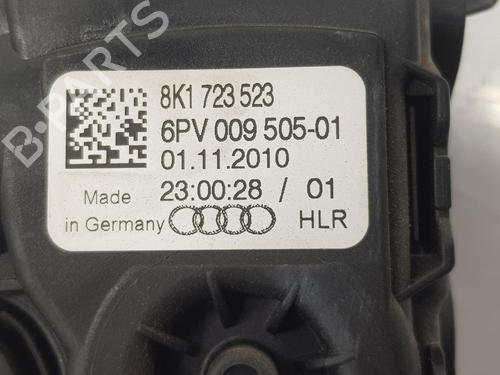 B-PARTS
8K1 723 523
6PV 009 505-01
01.11.2010
Made 23:00:28 / 01
in Germany HLR